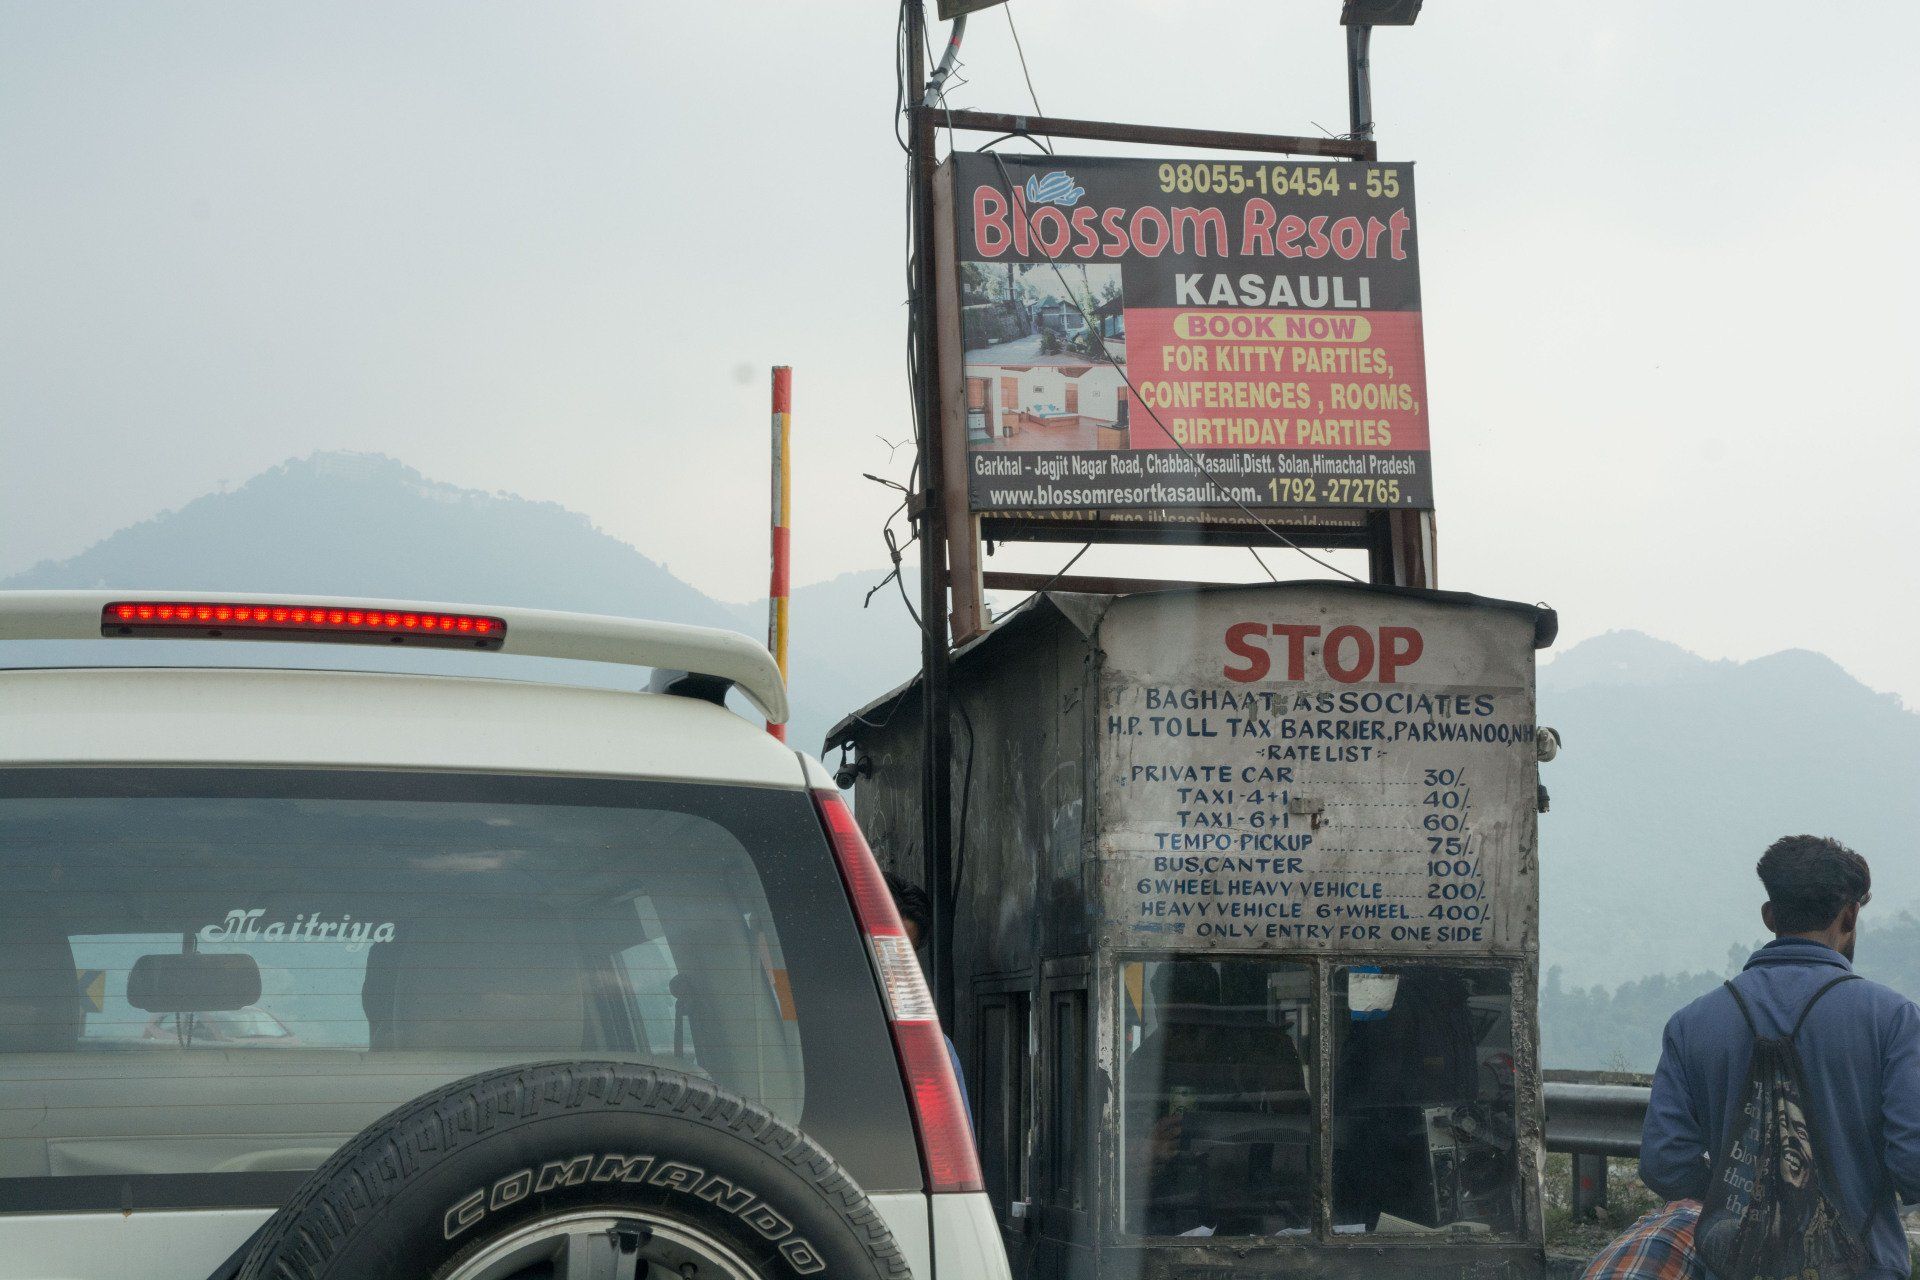 98055-16454 - 55
Blossom Resort
KASAULI
BOOK NOW
FOR KITTY PARTIES,
CONFERENCES , ROOMS,
BIRTHDAY PARTIES
Garkhal - Jagjit Nagar Road, Chabbal,Kasauli,Distt. Solan,Himachal Pradesh
www.blossomresortkasauli.com. 1792 -272765 .
STOP
BAGHAAT ASSOCIATES
H.P. TOLL TAX BARRIER,PARWANOO,NH
-:RATE LIST:-
PRIVATE CAR ............ 30/-
TAXI-4+1 ............ 40/-
TAXI-6+1 ............ 60/-
TEMPO-PICKUP ............ 75/-
BUS,CANTER ............ 100/-
6 WHEEL HEAVY VEHICLE .... 200/-
HEAVY VEHICLE 6+WHEEL... 400/-
ONLY ENTRY FOR ONE SIDE
Maitriya
COMMANDO